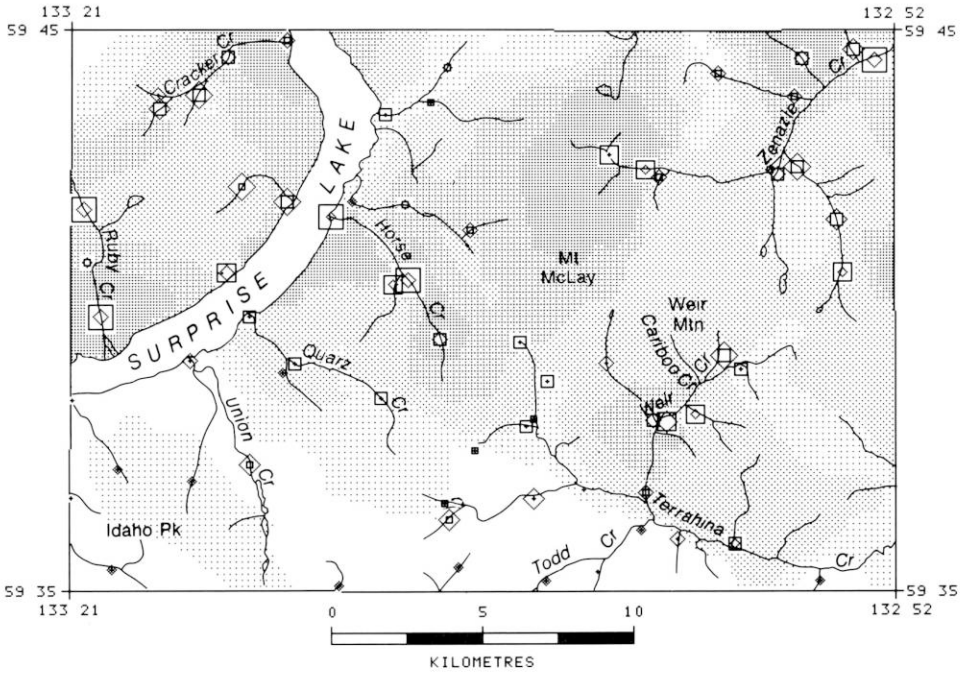 133 21
132 52
59 45
59 45
Cracker Cr
Cr
Zenazie
SURPRISE LAKE
Ruby Cr
Horse Cr
Mt
McLay
Weir
Mtn
Cariboo Cr
Quarz Cr
Weir Cr
Union Cr
Idaho Pk
Terrahina Cr
Todd Cr
59 35
59 35
133 21
132 52
0 5 10
KILOMETRES